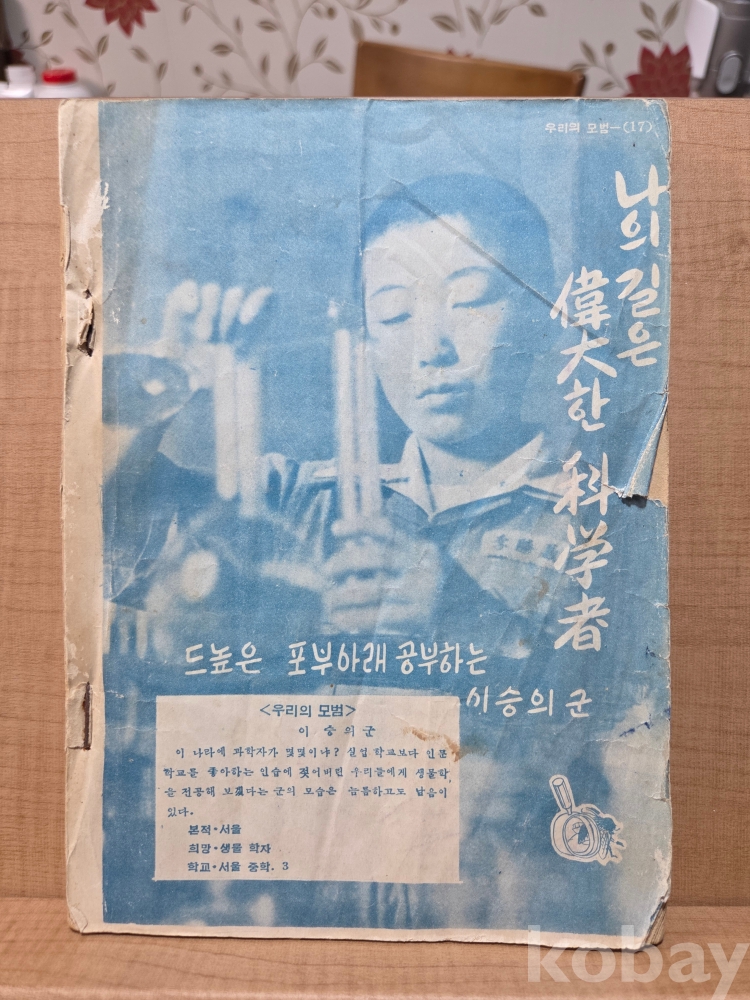 우리의 모범—(17)
나의 길은
偉大한 科学者
드높은 포부아래 공부하는
이승의 군
<우리의 모범>
이 승 의 군
이 나라에 과학자가 몇몇이냐? 실업 학교보다 인문
학교를 좋아하는 인습에 젖어버린 우리들에게 생물학
을 전공해 보겠다는 군의 모습은 늠름하고도 남음이
있다.
본적·서울
희망·생물 학자
학교·서울 중학. 3
kobay